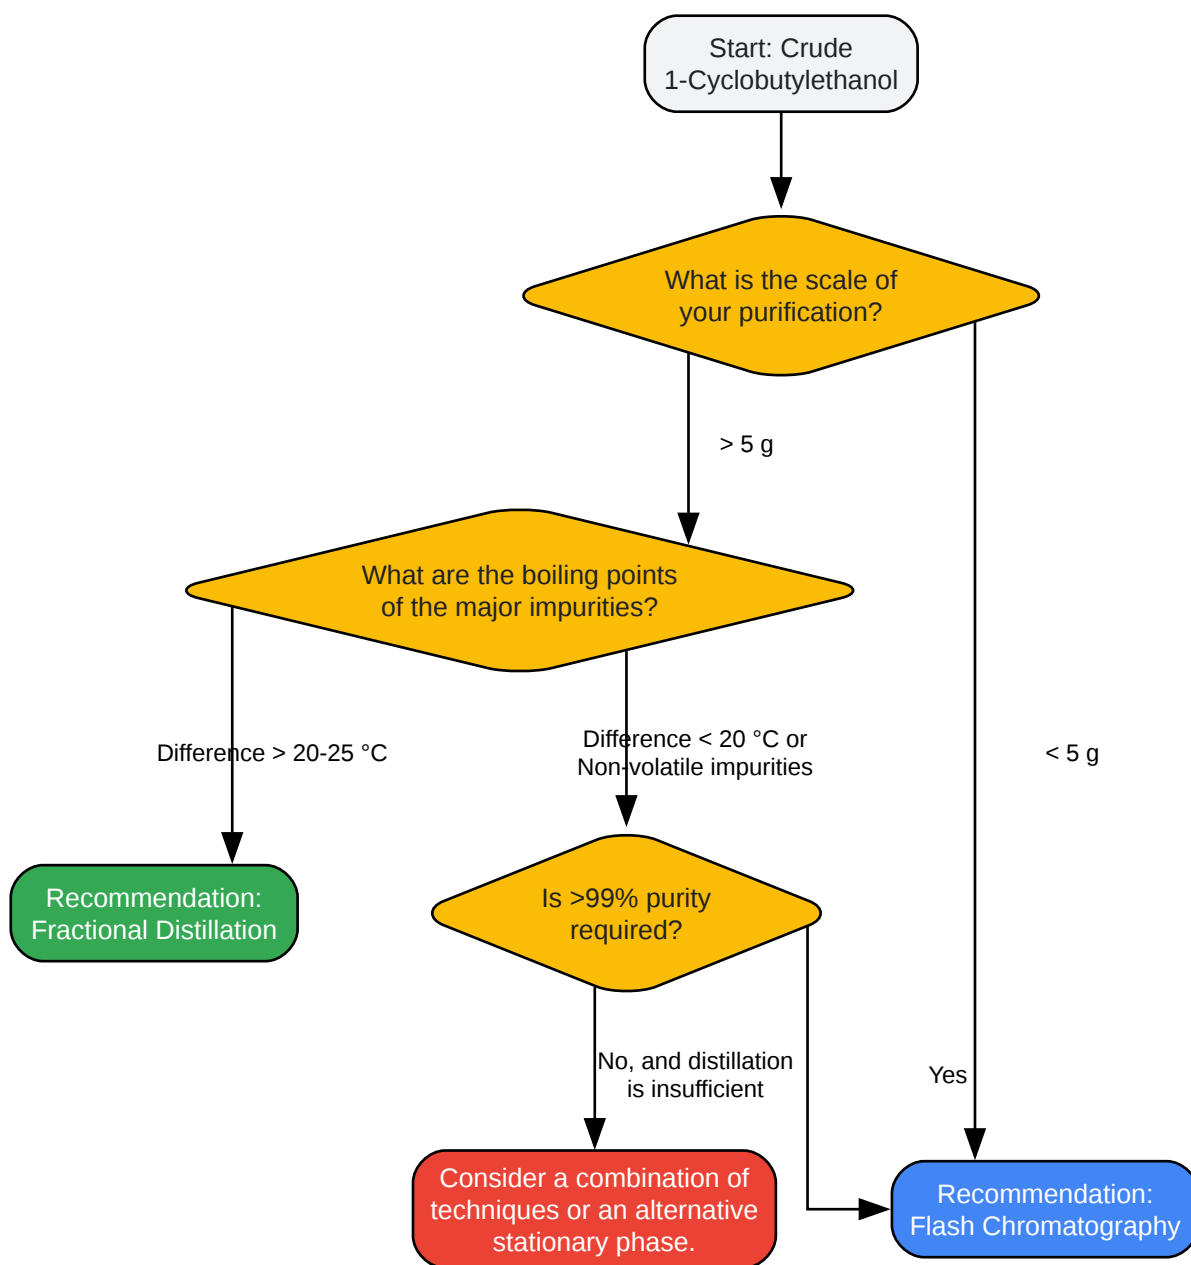 Start: Crude
1-Cyclobutylethanol
What is the scale of
your purification?
> 5 g
What are the boiling points
of the major impurities?
Difference > 20-25 °C
Difference < 20 °C or
Non-volatile impurities
< 5 g
Is >99% purity
required?
Recommendation:
Fractional Distillation
No, and distillation
is insufficient
Yes
Consider a combination of
techniques or an alternative
stationary phase.
Recommendation:
Flash Chromatography